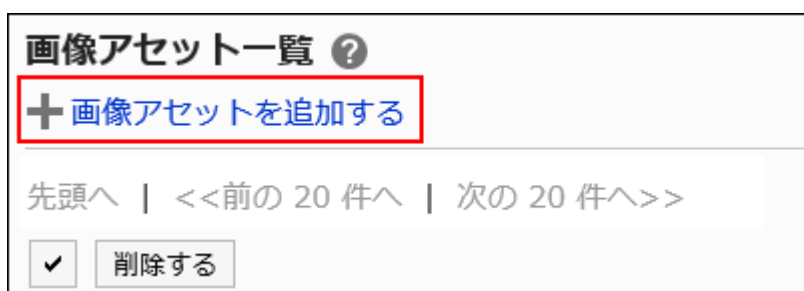 画像アセット一覧 ?
画像アセットを追加する
先頭へ | <<前の 20 件へ | 次の 20 件へ>>
削除する